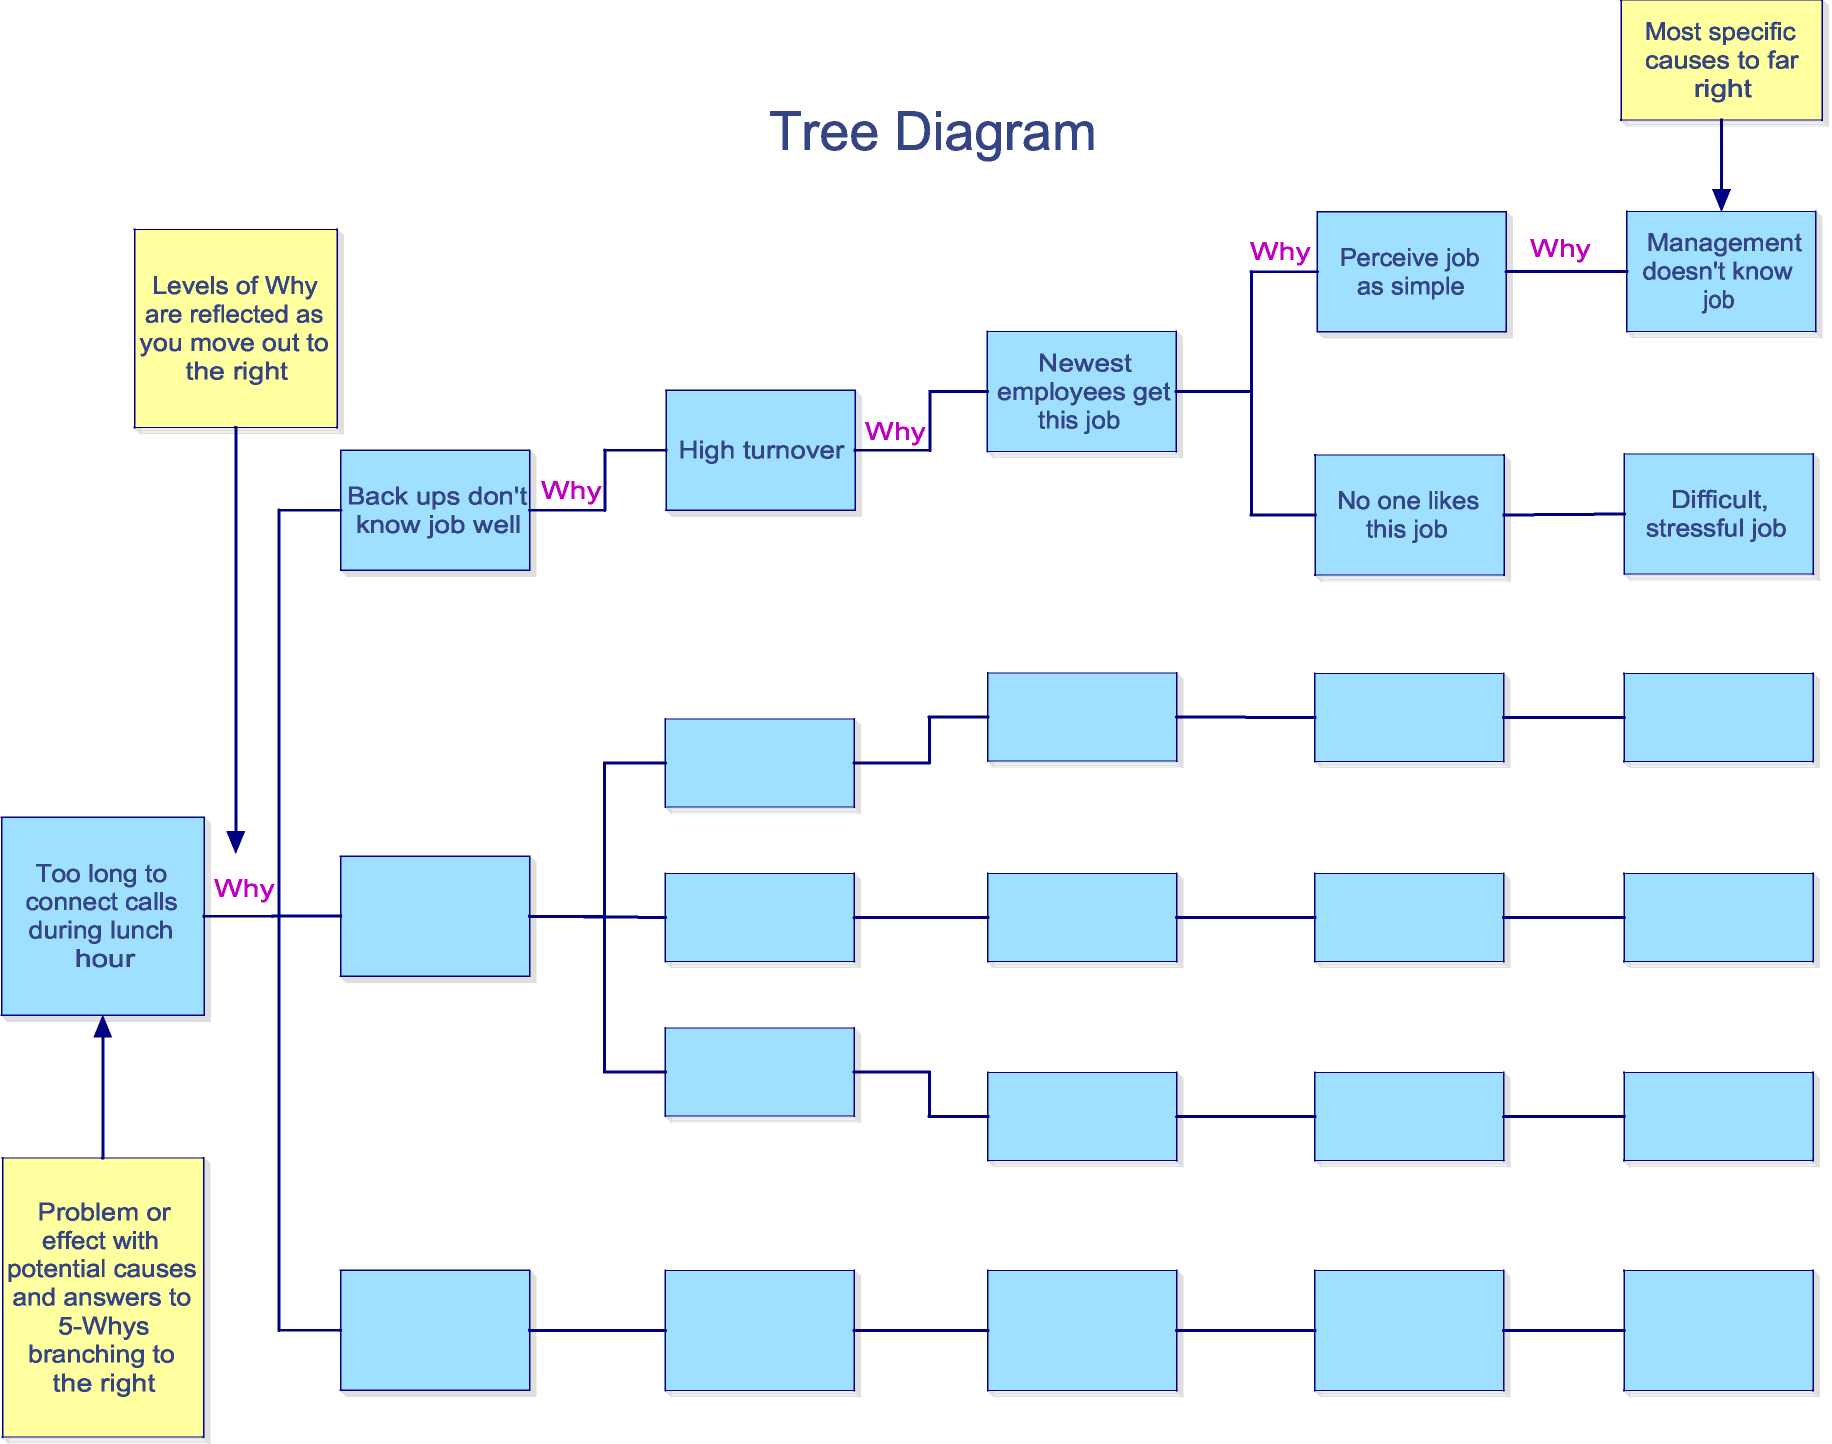 Most specific
causes to far
right
Tree Diagram
Levels of Why
are reflected as
you move out to
the right
Why
Perceive job
as simple
Why
Management
doesn't know
job
Newest
employees get
this job
Why
High turnover
Why
Back ups don't
know job well
No one likes
this job
Difficult,
stressful job
Too long to
connect calls
during lunch
hour
Why
Problem or
effect with
potential causes
and answers to
5-Whys
branching to
the right